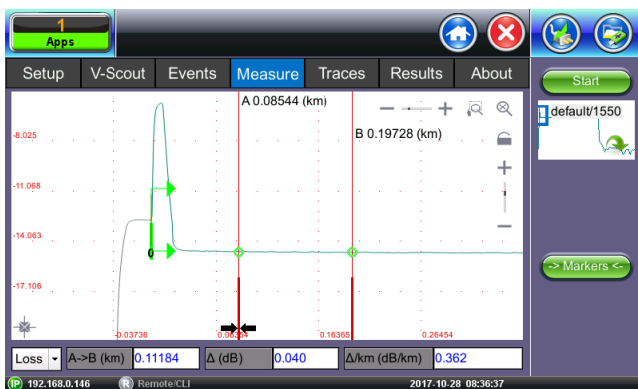 1
Apps
Setup V-Scout Events Measure Traces Results About
Start
A 0.08544 (km)
default/1550
B 0.19728 (km)
-8.025
-11.068
-14.063
0
-> Markers <-
-17.106
-0.03736 0.16365 0.26454
Loss A->B (km) 0.11184 Δ (dB) 0.040 Δ/km (dB/km) 0.362
IP 192.168.0.146 R Remote/CLI 2017-10-28 08:36:37